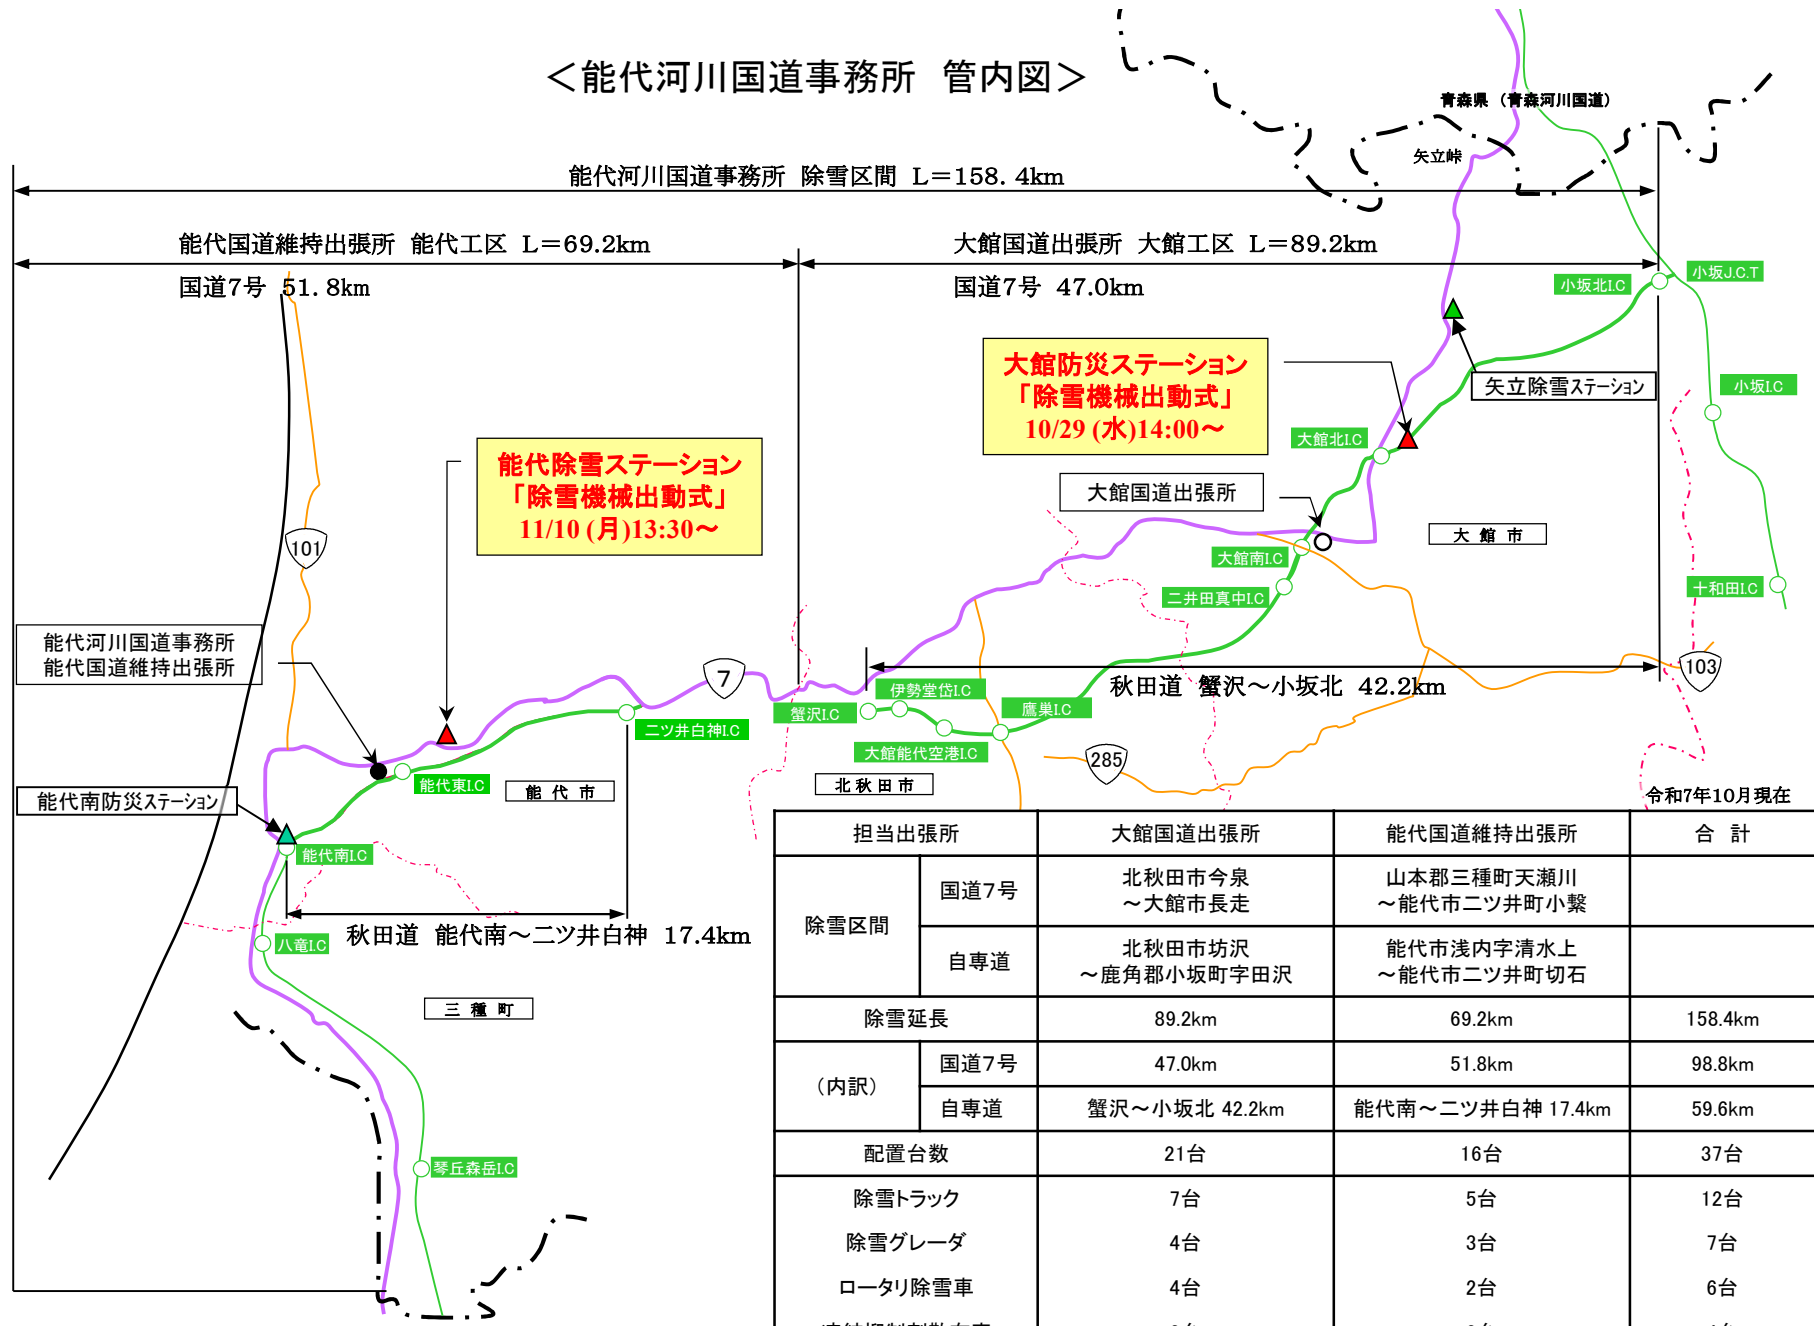 ＜能代河川国道事務所 管内図＞
青森県（青森河川国道）
矢立峠
能代河川国道事務所 除雪区間 L＝158.4km
能代国道維持出張所 能代工区 L＝69.2km
大館国道出張所 大館工区 L＝89.2km
国道7号 51.8km
国道7号 47.0km
小坂北I.C
小坂J.C.T
大館防災ステーション
「除雪機械出動式」
10/29 (水)14:00～
矢立除雪ステーション
小坂I.C
大館北I.C
能代除雪ステーション
「除雪機械出動式」
11/10 (月)13:30～
大館国道出張所
大館市
101
大館南I.C
二井田真中I.C
十和田I.C
能代河川国道事務所
能代国道維持出張所
7
103
秋田道 蟹沢～小坂北 42.2km
伊勢堂岱I.C
蟹沢I.C
鷹巣I.C
二ツ井白神I.C
大館能代空港I.C
285
能代東I.C
能代市
北秋田市
能代南防災ステーション
令和7年10月現在
能代南I.C
秋田道 能代南～二ツ井白神 17.4km
八竜I.C
三種町
琴丘森岳I.C
担当出張所 大館国道出張所 能代国道維持出張所 合計
除雪区間
国道7号 北秋田市今泉 山本郡三種町天瀬川
～大館市長走 ～能代市二ツ井町小繋
自専道 北秋田市坊沢 能代市浅内字清水上
～鹿角郡小坂町字田沢 ～能代市二ツ井町切石
除雪延長 89.2km 69.2km 158.4km
（内訳）
国道7号 47.0km 51.8km 98.8km
自専道 蟹沢～小坂北 42.2km 能代南～二ツ井白神 17.4km 59.6km
配置台数 21台 16台 37台
除雪トラック 7台 5台 12台
除雪グレーダ 4台 3台 7台
ロータリ除雪車 4台 2台 6台